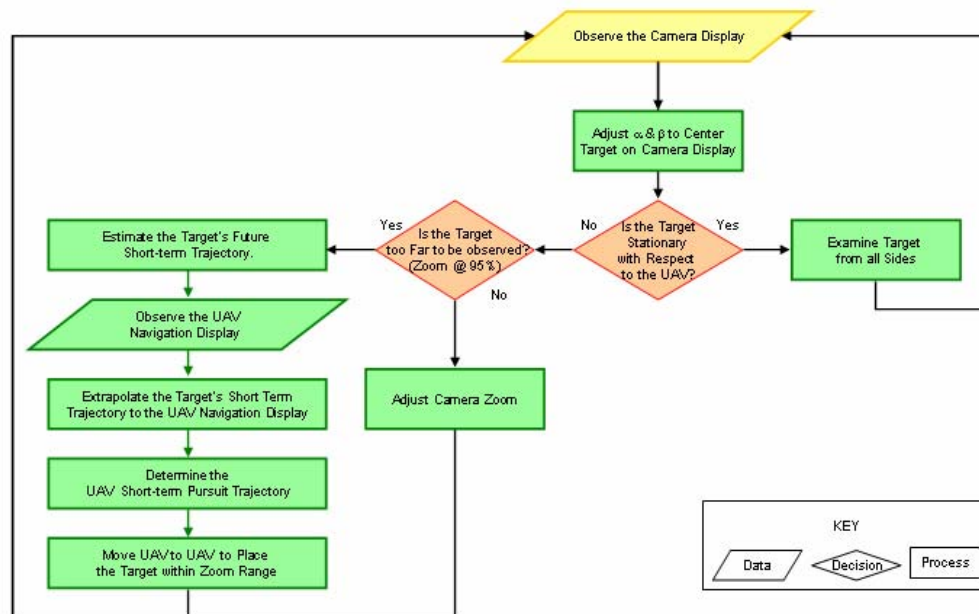 Observe the Camera Display
Adjust α & β to Center
Target on Camera Display
Is the Target
Stationary
with Respect
to the UAV?
No
Yes
Examine Target
from all Sides
Is the Target
too Far to be observed?
(Zoom @ 95%)
Yes
No
Adjust Camera Zoom
Estimate the Target's Future
Short-term Trajectory.
Observe the UAV
Navigation Display
Extrapolate the Target's Short Term
Trajectory to the UAV Navigation Display
Determine the
UAV Short-term Pursuit Trajectory
Move UAV to UAV to Place
the Target within Zoom Range
KEY
Data
Decision
Process